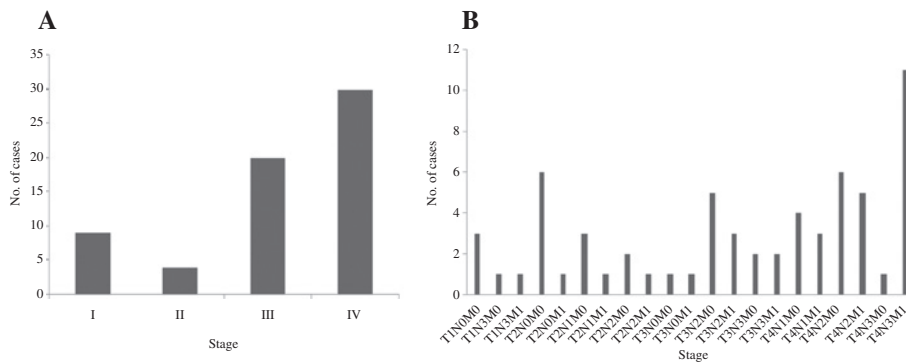 A
No. of cases
35
30
25
20
15
10
5
0
I II III IV
Stage
B
No. of cases
12
10
8
6
4
2
0
T1N0M0 T1N3M0 T1N3M1 T2N0M0 T2N0M1 T2N1M0 T2N1M1 T2N2M0 T2N2M1 T3N0M0 T3N0M1 T3N2M0 T3N2M1 T3N3M0 T3N3M1 T4N1M0 T4N1M1 T4N2M0 T4N2M1 T4N3M0 T4N3M1
Stage